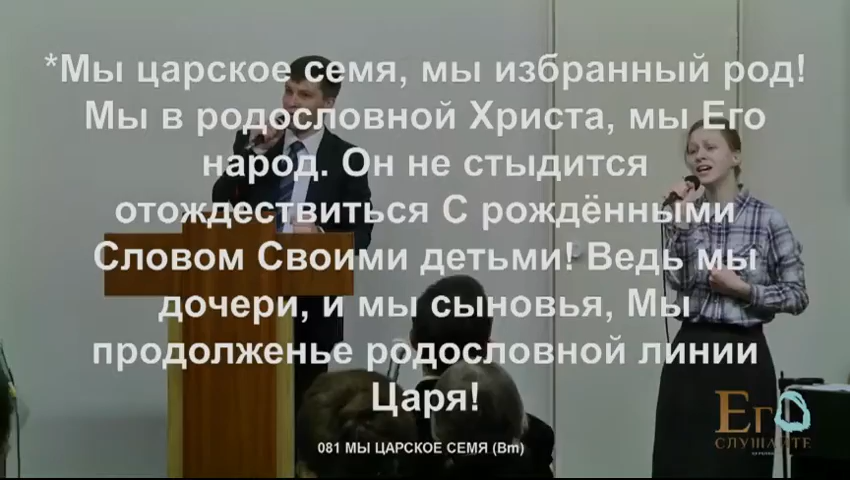 *Мы царское семя, мы избранный род!
Мы в родословной Христа, мы Его
народ. Он не стыдится
отождествиться С рождёнными
Словом Своими детьми! Ведь мы
дочери, и мы сыновья, Мы
продолженье родословной линии
Царя!
081 МЫ ЦАРСКОЕ СЕМЯ (Bm)
Его
СЛУШАЙТЕ